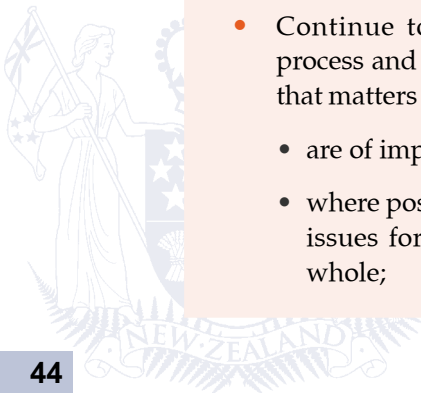 • Continue to
process and
that matters
• are of imp
• where pos
issues for
whole;
NEW ZEALAND
44